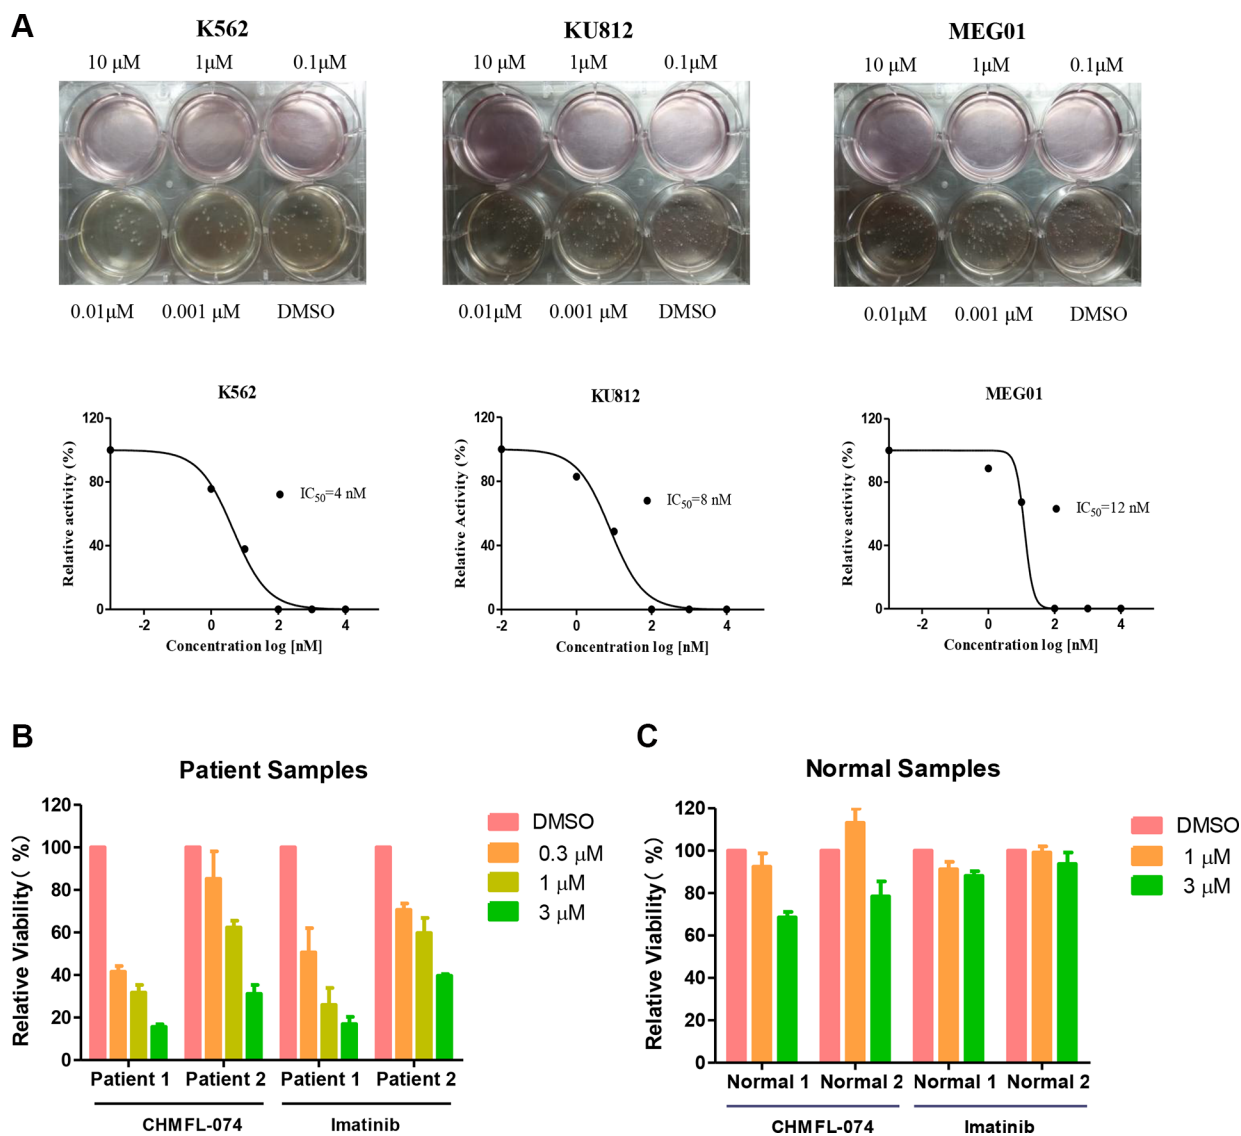 A
K562 KU812 MEG01
10 μM 1μM 0.1μM 10 μM 1μM 0.1μM 10 μM 1μM 0.1μM
0.01μM 0.001 μM DMSO 0.01μM 0.001 μM DMSO 0.01μM 0.001 μM DMSO
K562
120
80
40
0
Relative activity (%)
IC50=4 nM
-2 0 2 4
Concentration log [nM]
KU812
120
80
40
0
Relative Activity (%)
IC50=8 nM
-2 0 2 4
Concentration log [nM]
MEG01
120
80
40
0
Relative activity (%)
IC50=12 nM
-2 0 2 4
Concentration log [nM]
B
Patient Samples
120
100
80
60
40
20
0
Relative Viability( %)
DMSO
0.3 μM
1 μM
3 μM
Patient 1 Patient 2 Patient 1 Patient 2
CHMFL-074 Imatinib
C
Normal Samples
120
100
80
60
40
20
0
Relative Viability( %)
DMSO
1 μM
3 μM
Normal 1 Normal 2 Normal 1 Normal 2
CHMFL-074 Imatinib